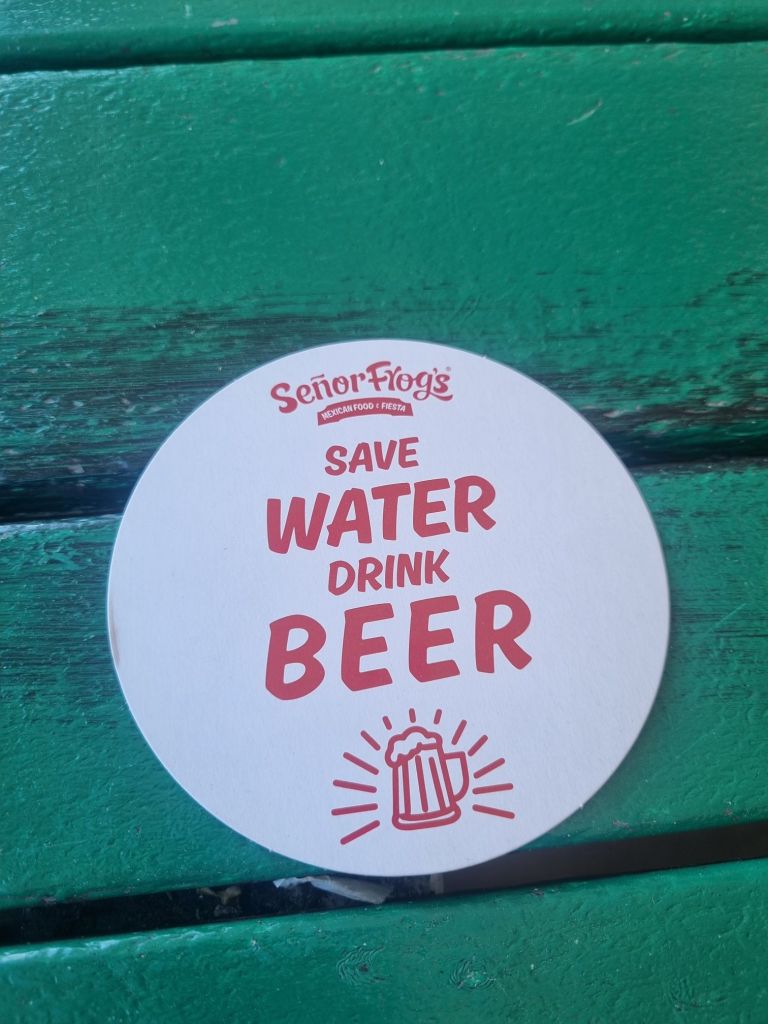 Señor Frog's®
MEXICAN FOOD & FIESTA
SAVE
WATER
DRINK
BEER